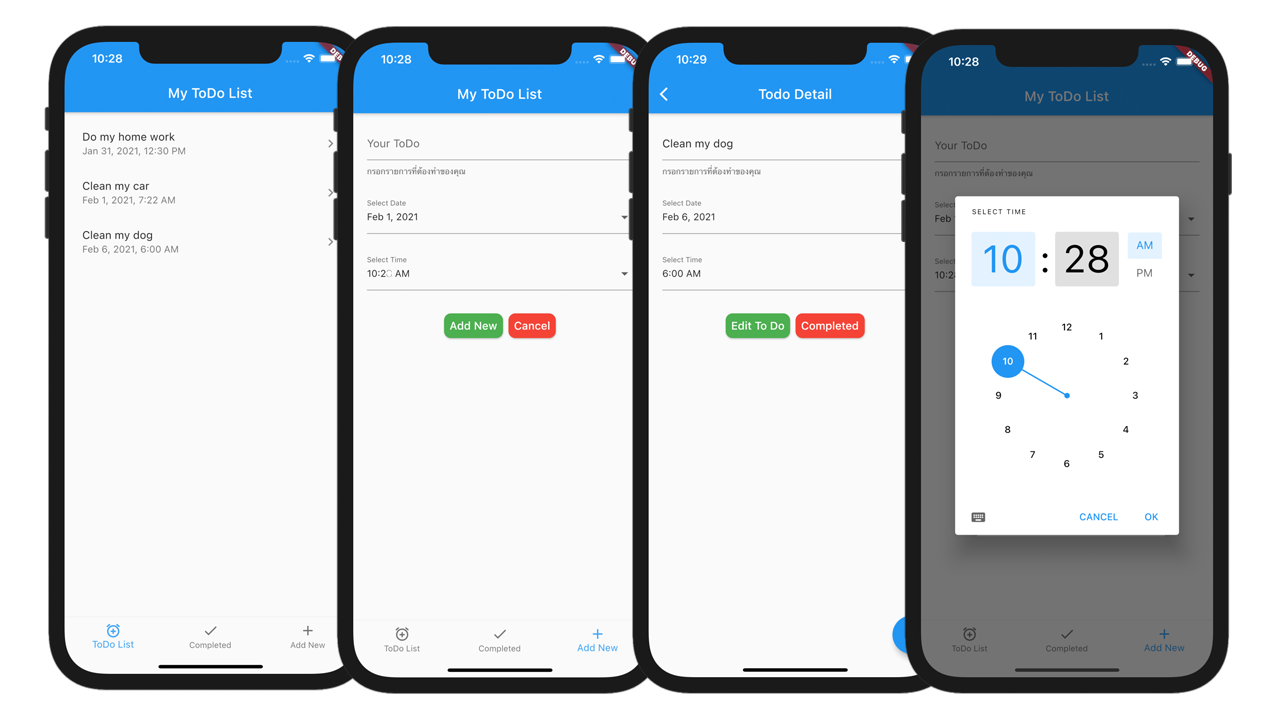 10:28
DEBUG
My ToDo List
Do my home work
Jan 31, 2021, 12:30 PM
Clean my car
Feb 1, 2021, 7:22 AM
Clean my dog
Feb 6, 2021, 6:00 AM
ToDo List
Completed
Add New
10:28
DEBUG
My ToDo List
Your ToDo
กรอกรายการที่ต้องทำของคุณ
Select Date
Feb 1, 2021
Select Time
AM
Add New
Cancel
ToDo List
Completed
Add New
10:29
Todo Detail
Clean my dog
กรอกรายการที่ต้องทำของคุณ
Select Date
Feb 6, 2021
Select Time
6:00 AM
Edit To Do
Completed
10:28
DEBUG
My ToDo List
Your ToDo
กรอกรายการที่ต้องทำของคุณ
Select
Feb
Select
10:2
SELECT TIME
10 : 28
AM
PM
12
1
2
3
4
5
6
7
8
9
10
11
CANCEL
OK
ToDo List
Completed
Add New